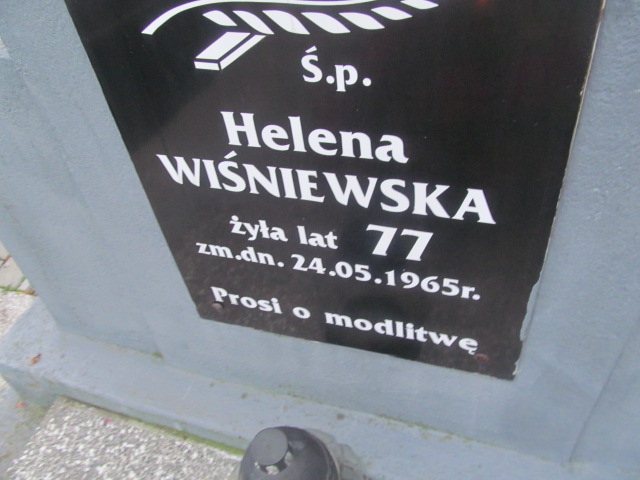 Ś.p.
Helena
WIŚNIEWSKA
żyła lat 77
zm.dn. 24.05.1965r.
Prosi o modlitwę